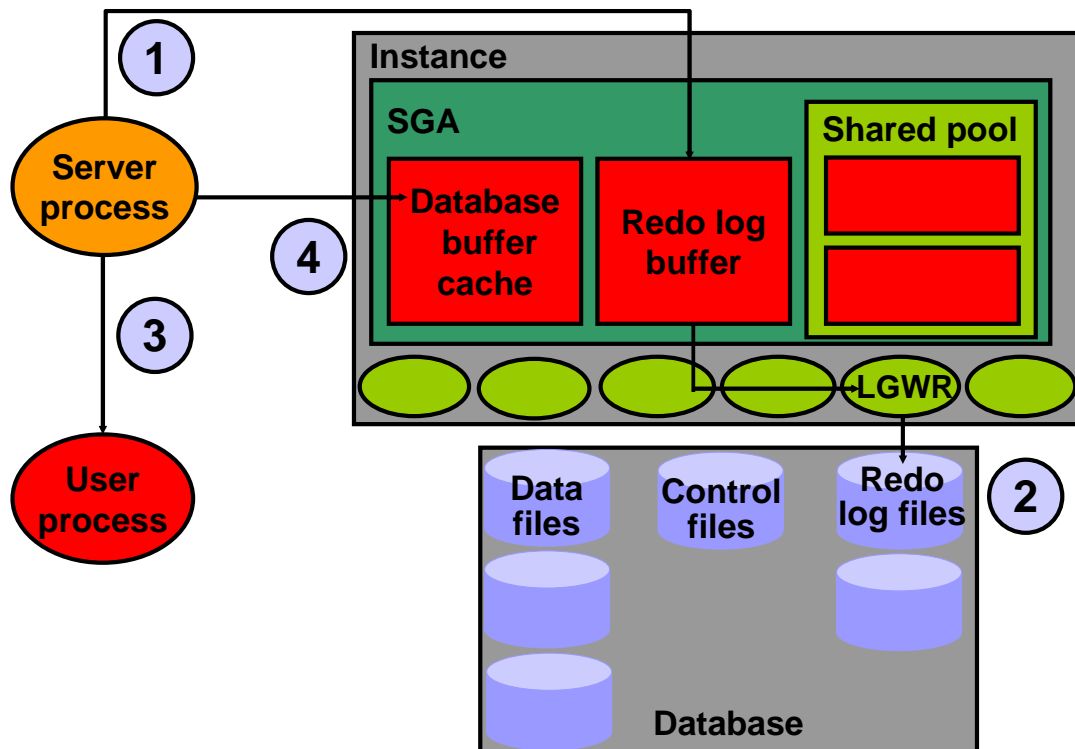 1
Instance
SGA
Shared pool
Server
process
Database
buffer
cache
Redo log
buffer
4
3
LGWR
User
process
Data
files
Control
files
Redo
log files
2
Database